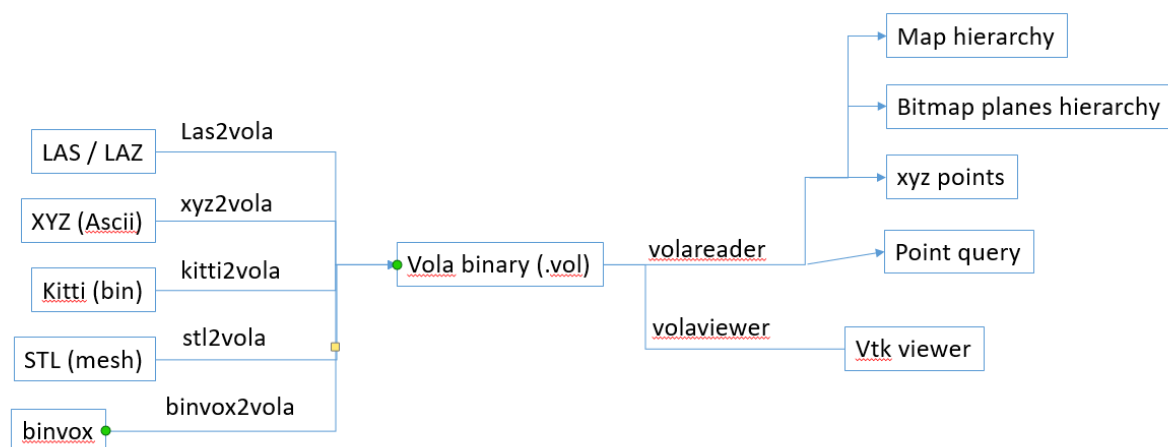 Map hierarchy
Bitmap planes hierarchy
Las2vola
LAS / LAZ
xyz points
xyz2vola
XYZ (Ascii)
Point query
volareader
Vola binary (.vol)
kitti2vola
Kitti (bin)
volaviewer
stl2vola
Vtk viewer
STL (mesh)
binvox2vola
binvox